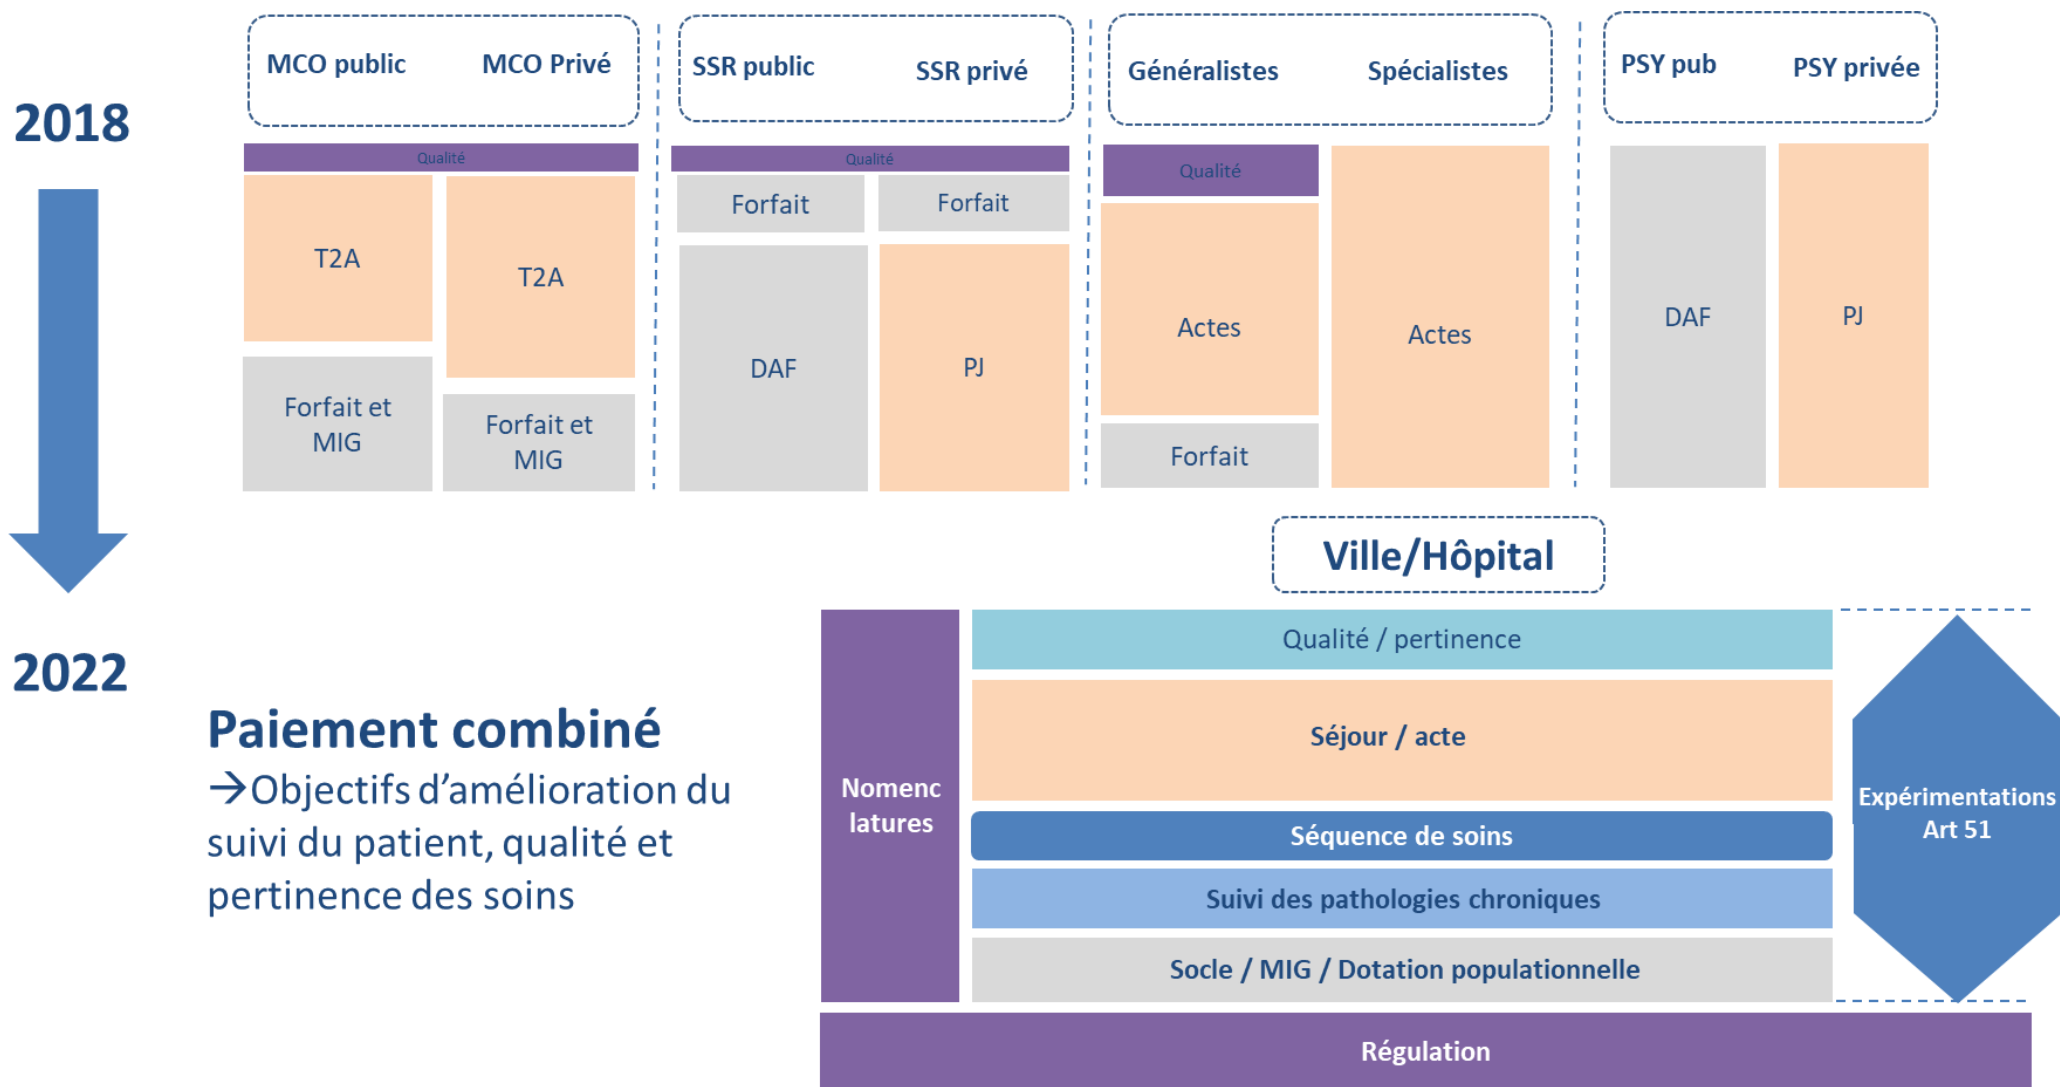 2018
MCO public
MCO Privé
SSR public
SSR privé
Généralistes
Spécialistes
PSY pub
PSY privée
Qualité
T2A
T2A
Forfait et
MIG
Forfait et
MIG
Qualité
Forfait
Forfait
DAF
PJ
Qualité
Actes
Forfait
Actes
DAF
PJ
2022
Paiement combiné
→Objectifs d’amélioration du
suivi du patient, qualité et
pertinence des soins
Ville/Hôpital
Nomenc
latures
Qualité / pertinence
Séjour / acte
Séquence de soins
Suivi des pathologies chroniques
Socle / MIG / Dotation populationnelle
Expérimentations
Art 51
Régulation